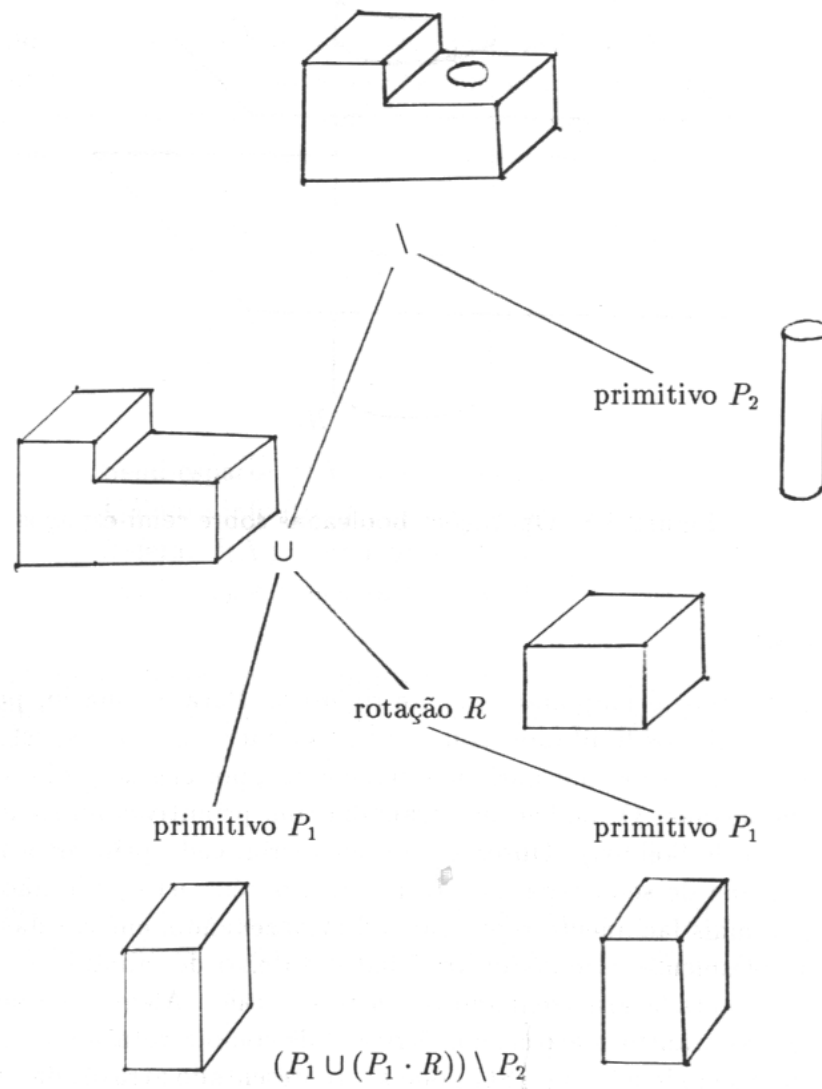 \
primitivo P₂
∪
rotação R
primitivo P₁
primitivo P₁
(P₁ ∪ (P₁ · R)) \ P₂